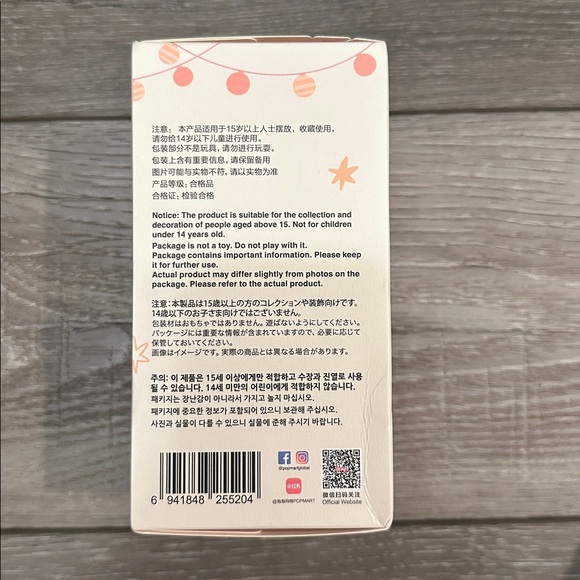 注意： 本产品适用于15岁以上人士摆放，收藏使用，
请勿给14岁以下儿童进行使用。
包装部分不是玩具，请勿进行玩耍。
包装上含有重要信息，请保留备用
图片可能与实物不符，请以实物为准
产品等级：合格品
合格证：检验合格
Notice: The product is suitable for the collection and
decoration of people aged above 15. Not for children
under 14 years old.
Package is not a toy. Do not play with it.
Package contains important information. Please keep
it for further use.
Actual product may differ slightly from photos on the
package. Please refer to the actual product.
注意：本製品は15歳以上の方のコレクションや装飾向けです。
14歳以下のお子さま向けではございません。
包装材はおもちゃではありません。遊ばないようにしてください。
パッケージには重要な情報が含まれていますので、必要に応じて
保管しておいてください。
画像はイメージです。実際の商品とは異なる場合があります。
주의: 이 제품은 15세 이상에게만 적합하고 수장과 진열로 사용
될 수 있습니다. 14세 미만의 어린이에게 적합하지 않습니다.
패키지는 장난감이 아니라서 가지고 놀지 마십시오.
패키지에 중요한 정보가 포함되어 있으니 보관해 주십시오.
사진과 실물이 다를 수 있으니 실물에 준해 주시기 바랍니다.
@popmartglobal
小红书
@泡泡玛特POPMART
微信扫码关注
Official Website
6 941848 255204